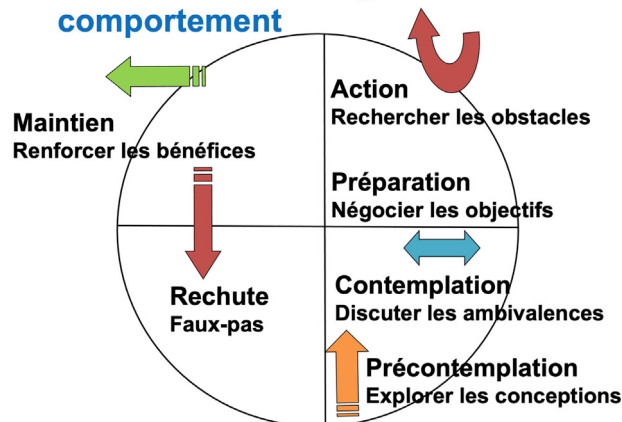 comportement
Action
Rechercher les obstacles
Maintien
Renforcer les bénéfices
Préparation
Négocier les objectifs
Contemplation
Discuter les ambivalences
Rechute
Faux-pas
Précontemplation
Explorer les conceptions